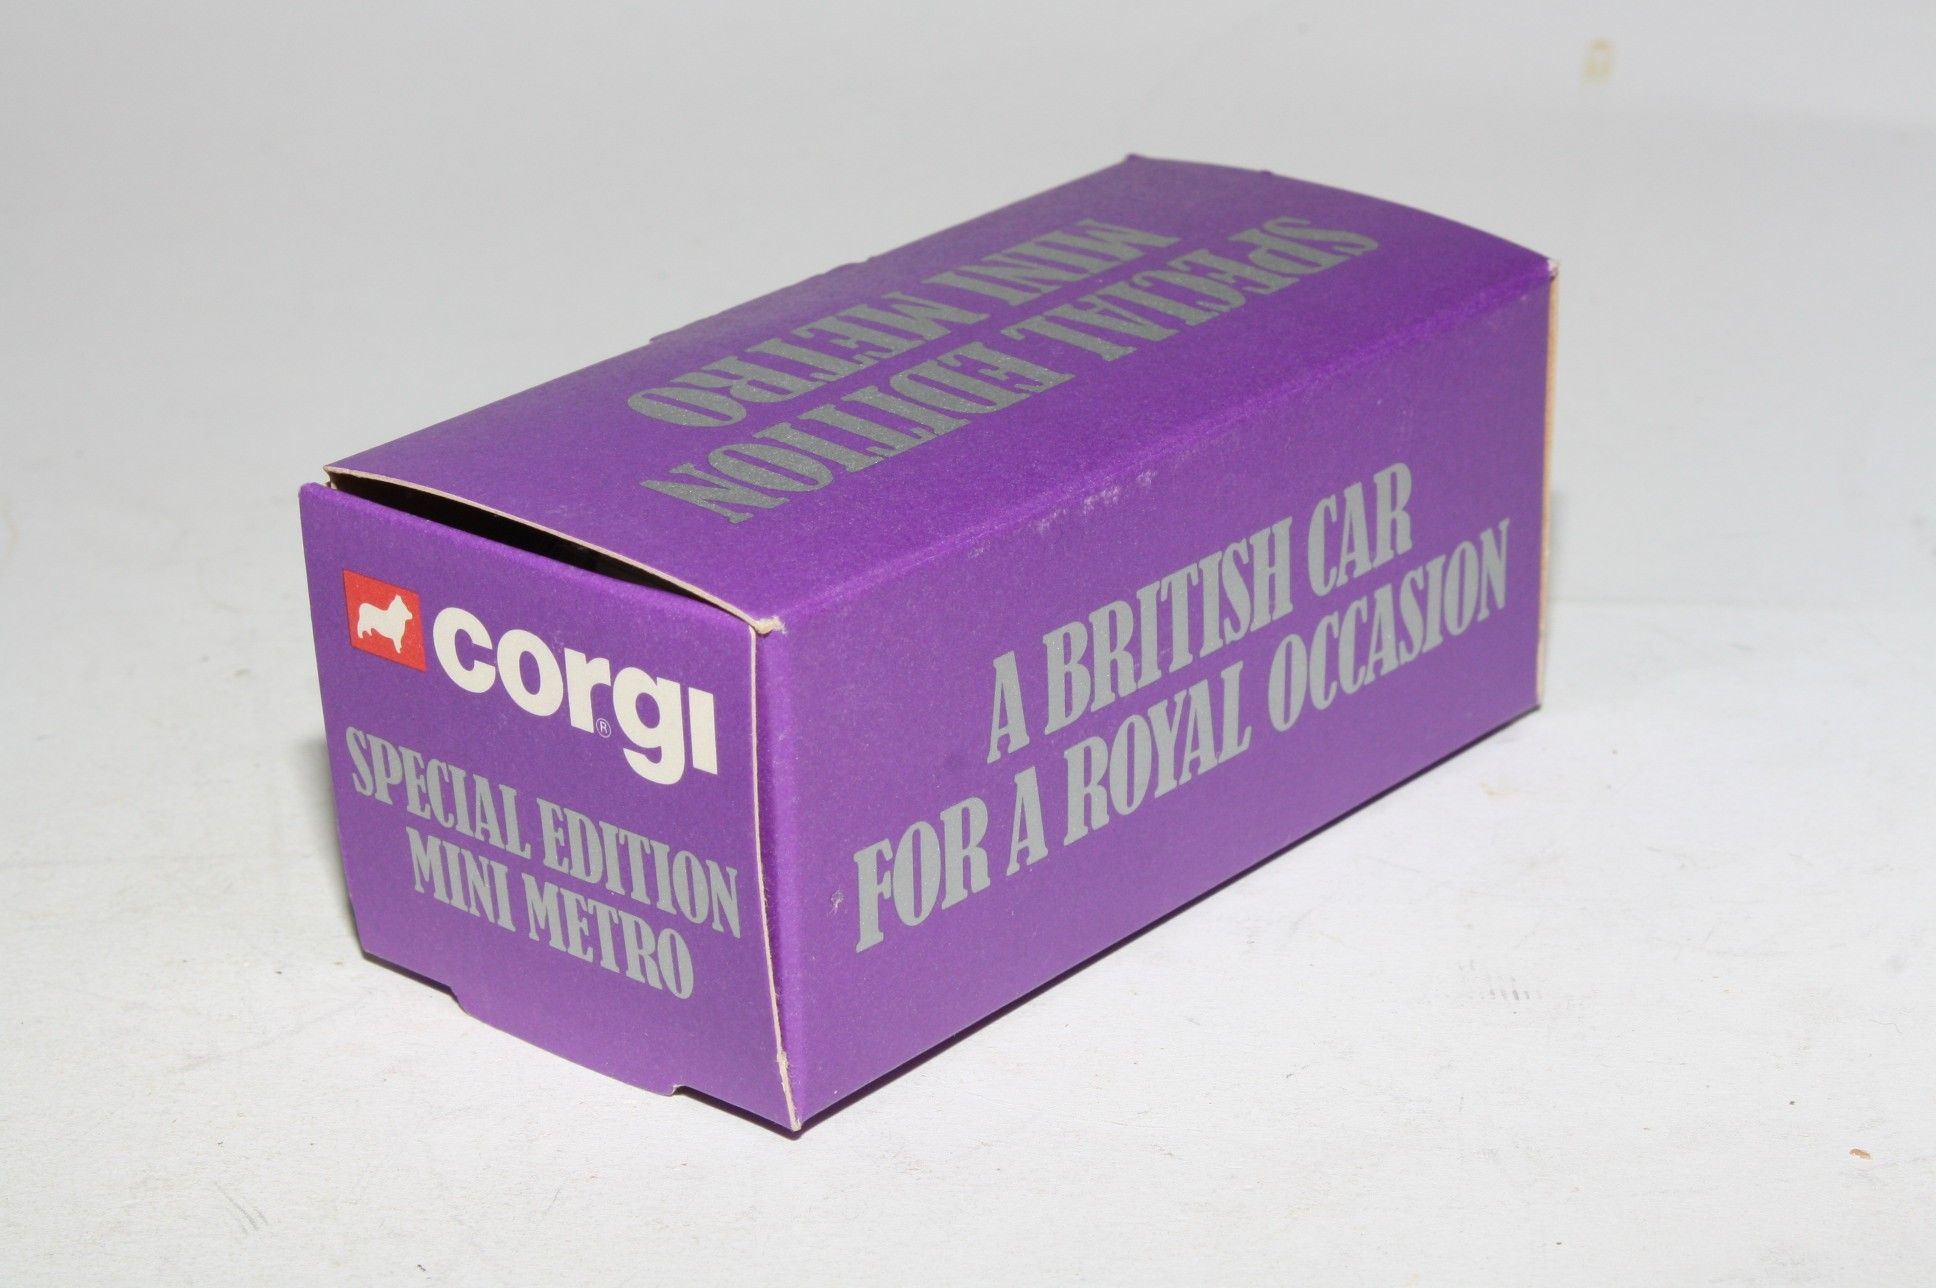 SPECIAL EDITION
MINI METRO
corgi®
SPECIAL EDITION
MINI METRO
A BRITISH CAR
FOR A ROYAL OCCASION